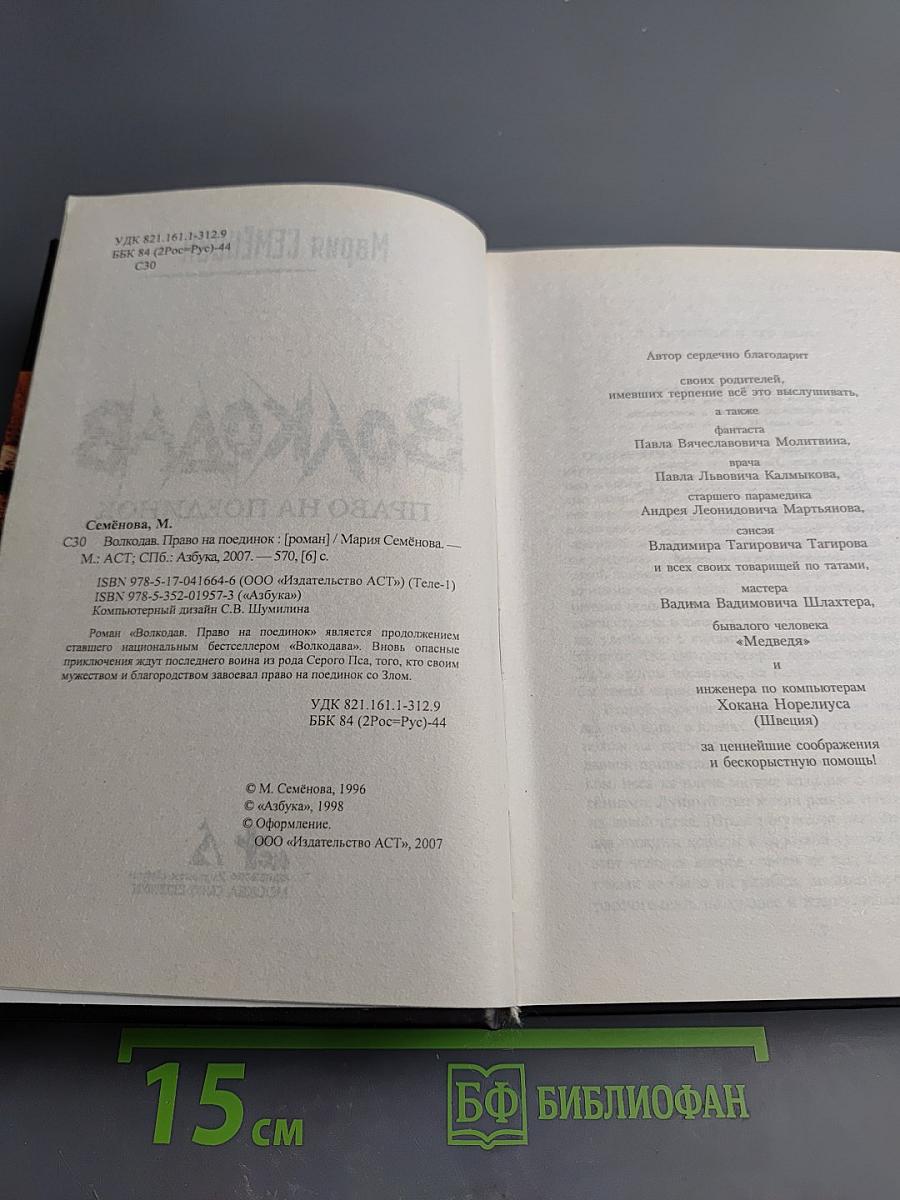 УДК 821.161.1-312.9
ББК 84 (2Рос=Рус)-44
С30
Семёнова, М.
С30 Волкодав. Право на поединок : [роман] / Мария Семёнова. —
М.: АСТ; СПб.: Азбука, 2007. — 570, [6] с.
ISBN 978-5-17-041664-6 (ООО «Издательство АСТ») (Теле-1)
ISBN 978-5-352-01957-3 («Азбука»)
Компьютерный дизайн С.В. Шумилина
Роман «Волкодав. Право на поединок» является продолжением
ставшего национальным бестселлером «Волкодава». Вновь опасные
приключения ждут последнего воина из рода Серого Пса, того, кто своим
мужеством и благородством завоевал право на поединок со Злом.
УДК 821.161.1-312.9
ББК 84 (2Рос=Рус)-44
© М. Семёнова, 1996
© «Азбука», 1998
© Оформление.
ООО «Издательство АСТ», 2007
Автор сердечно благодарит
своих родителей,
имевших терпение всё это выслушивать,
а также
фантаста
Павла Вячеславовича Молитвина,
врача
Павла Львовича Калмыкова,
старшего парамедика
Андрея Леонидовича Мартьянова,
сэнсэя
Владимира Тагировича Тагирова
и всех своих товарищей по татами,
мастера
Вадима Вадимовича Шлахтера,
бывалого человека
«Медведя»
и
инженера по компьютерам
Хокана Норелиуса
(Швеция)
за ценнейшие соображения
и бескорыстную помощь!
15 см
БФ БИБЛИОФАН